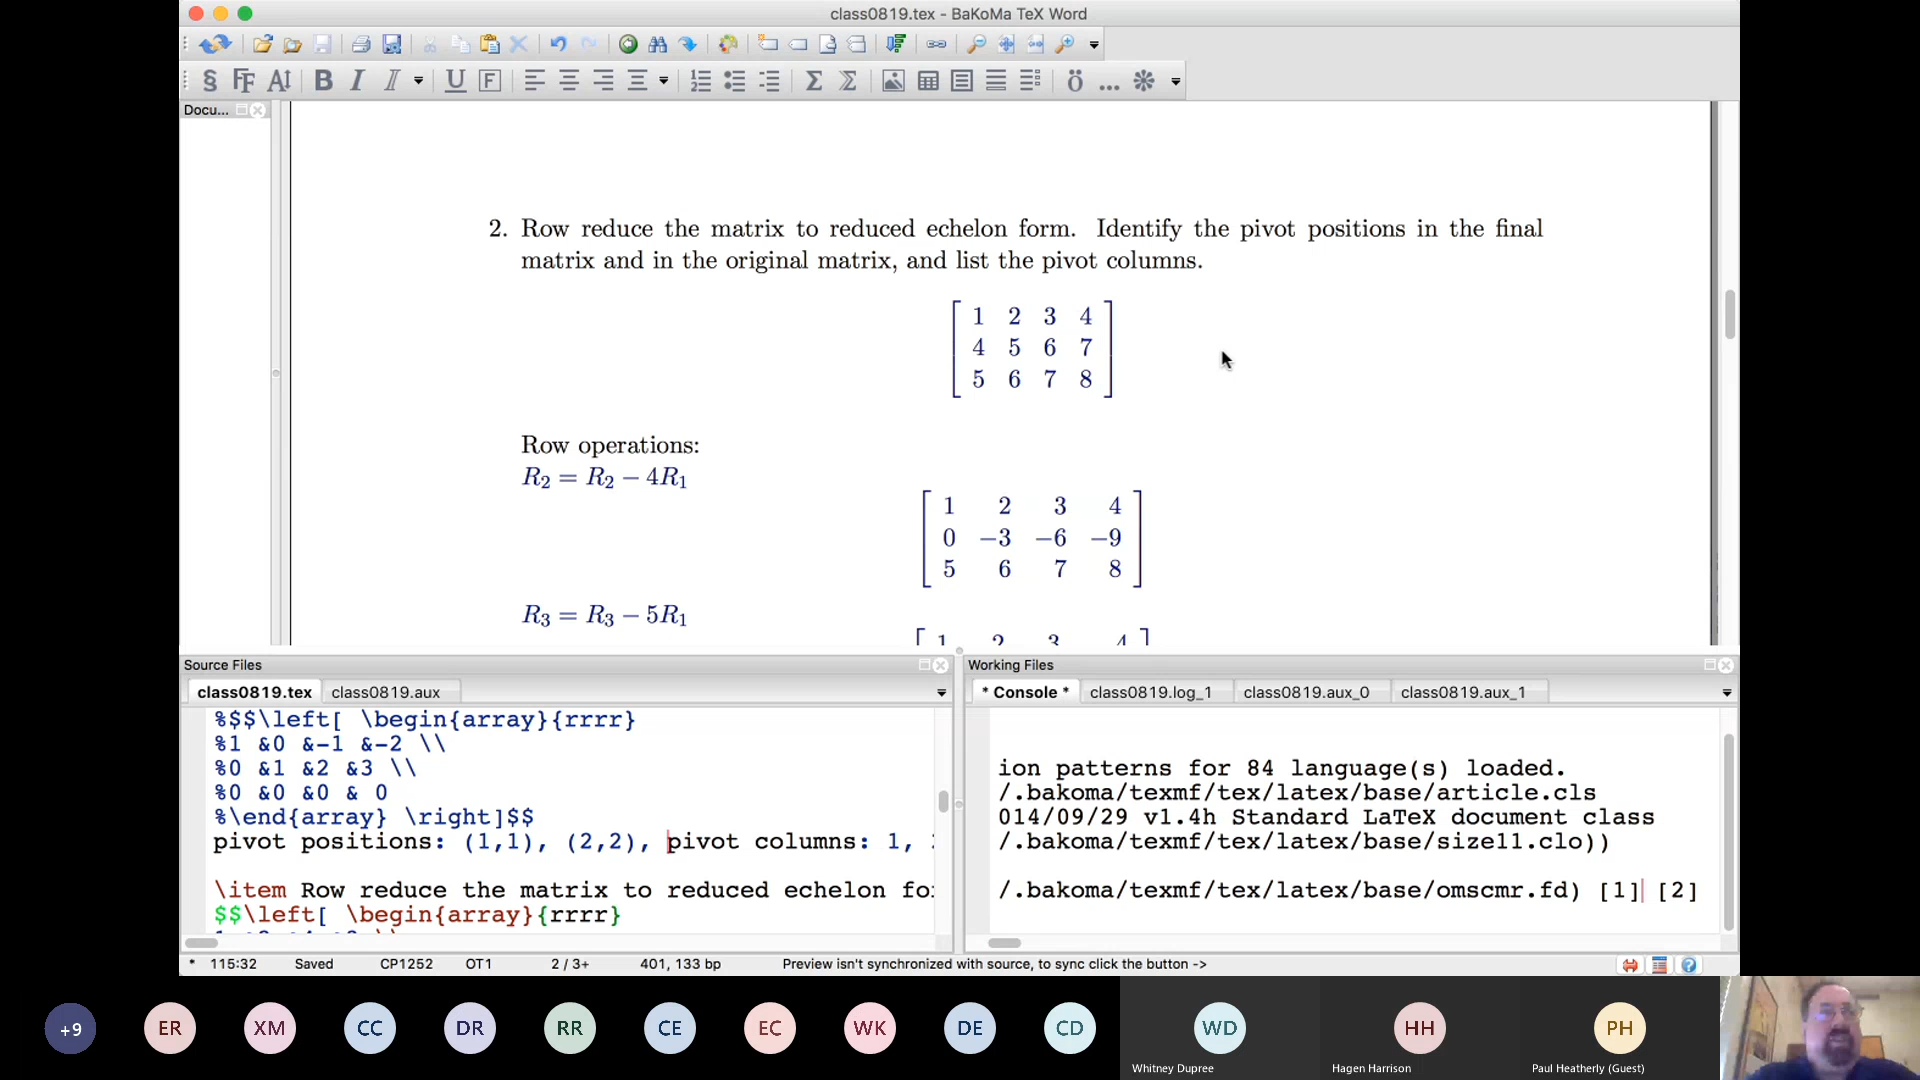 class0819.tex - BaKoMa TeX Word
Docu...
2. Row reduce the matrix to reduced echelon form. Identify the pivot positions in the final
matrix and in the original matrix, and list the pivot columns.
1 2 3 4
4 5 6 7
5 6 7 8
Row operations:
R₂ = R₂ − 4R₁
1 2 3 4
0 −3 −6 −9
5 6 7 8
R₃ = R₃ − 5R₁
1 2 3 4
Source Files
class0819.tex class0819.aux
%$$\left[ \begin{array}{rrrr}
%1 &0 &-1 &-2 \\
%0 &1 &2 &3 \\
%0 &0 &0 & 0
%\end{array} \right]$$
pivot positions: (1,1), (2,2), pivot columns: 1,
\item Row reduce the matrix to reduced echelon
$$\left[ \begin{array}{rrrr}
Working Files
* Console * class0819.log_1 class0819.aux_0 class0819.aux_1
ion patterns for 84 language(s) loaded.
/.bakoma/texmf/tex/latex/base/article.cls
014/09/29 v1.4h Standard LaTeX document class
/.bakoma/texmf/tex/latex/base/size11.clo))
/.bakoma/texmf/tex/latex/base/omscmr.fd) [1] [2]
* 115:32 Saved CP1252 OT1 2 / 3+ 401, 133 bp Preview isn't synchronized with source, to sync click the button ->
+9 ER XM CC DR RR CE EC WK DE CD WD HH PH
Whitney Dupree Hagen Harrison Paul Heatherly (Guest)